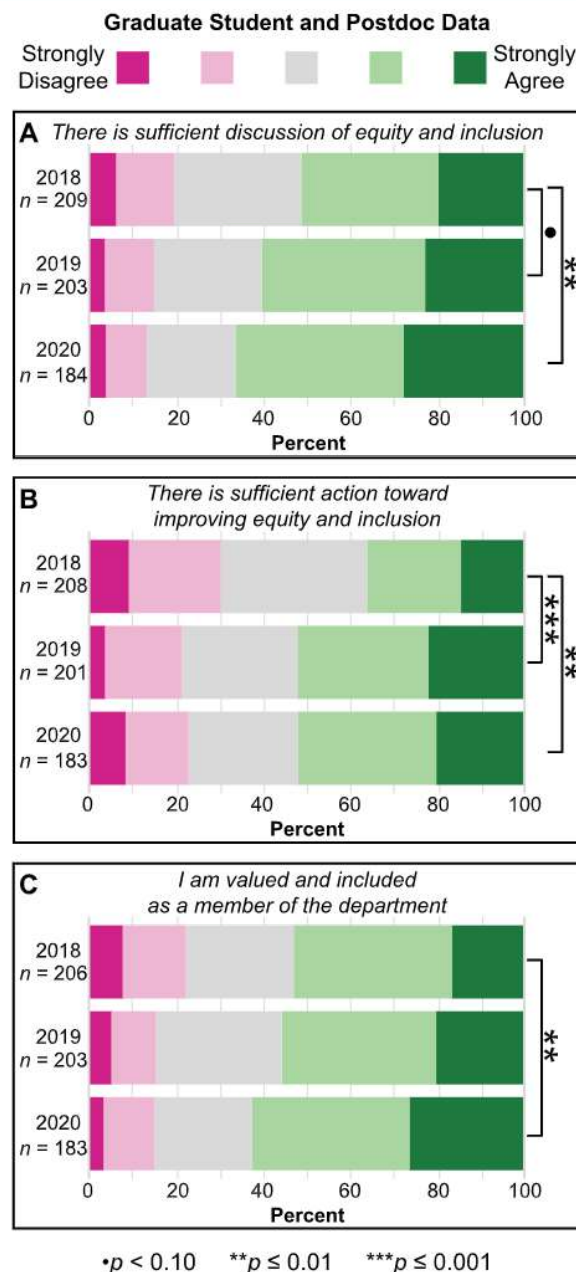 Graduate Student and Postdoc Data
Strongly Disagree
Strongly Agree
A There is sufficient discussion of equity and inclusion
2018
n = 209
2019
n = 203
2020
n = 184
•
**
0 20 40 60 80 100
Percent
B There is sufficient action toward
improving equity and inclusion
2018
n = 208
2019
n = 201
2020
n = 183
***
**
0 20 40 60 80 100
Percent
C I am valued and included
as a member of the department
2018
n = 206
2019
n = 203
2020
n = 183
**
0 20 40 60 80 100
Percent
•p < 0.10 **p ≤ 0.01 ***p ≤ 0.001